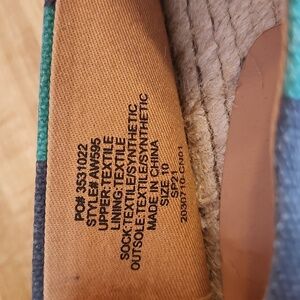 PO# 3531022
STYLE# AW595
UPPER: TEXTILE
LINING: TEXTILE
SOCK: TEXTILE/SYNTHETIC
OUTSOLE: TEXTILE/SYNTHETIC
MADE IN CHINA
SIZE 10
SP21